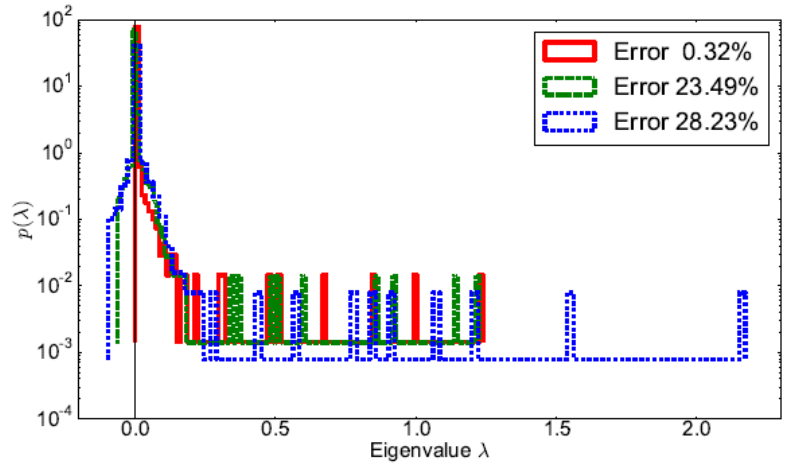 10^2
10^1
10^0
10^-1
10^-2
10^-3
10^-4
p(λ)
Error 0.32%
Error 23.49%
Error 28.23%
0.0 0.5 1.0 1.5 2.0
Eigenvalue λ